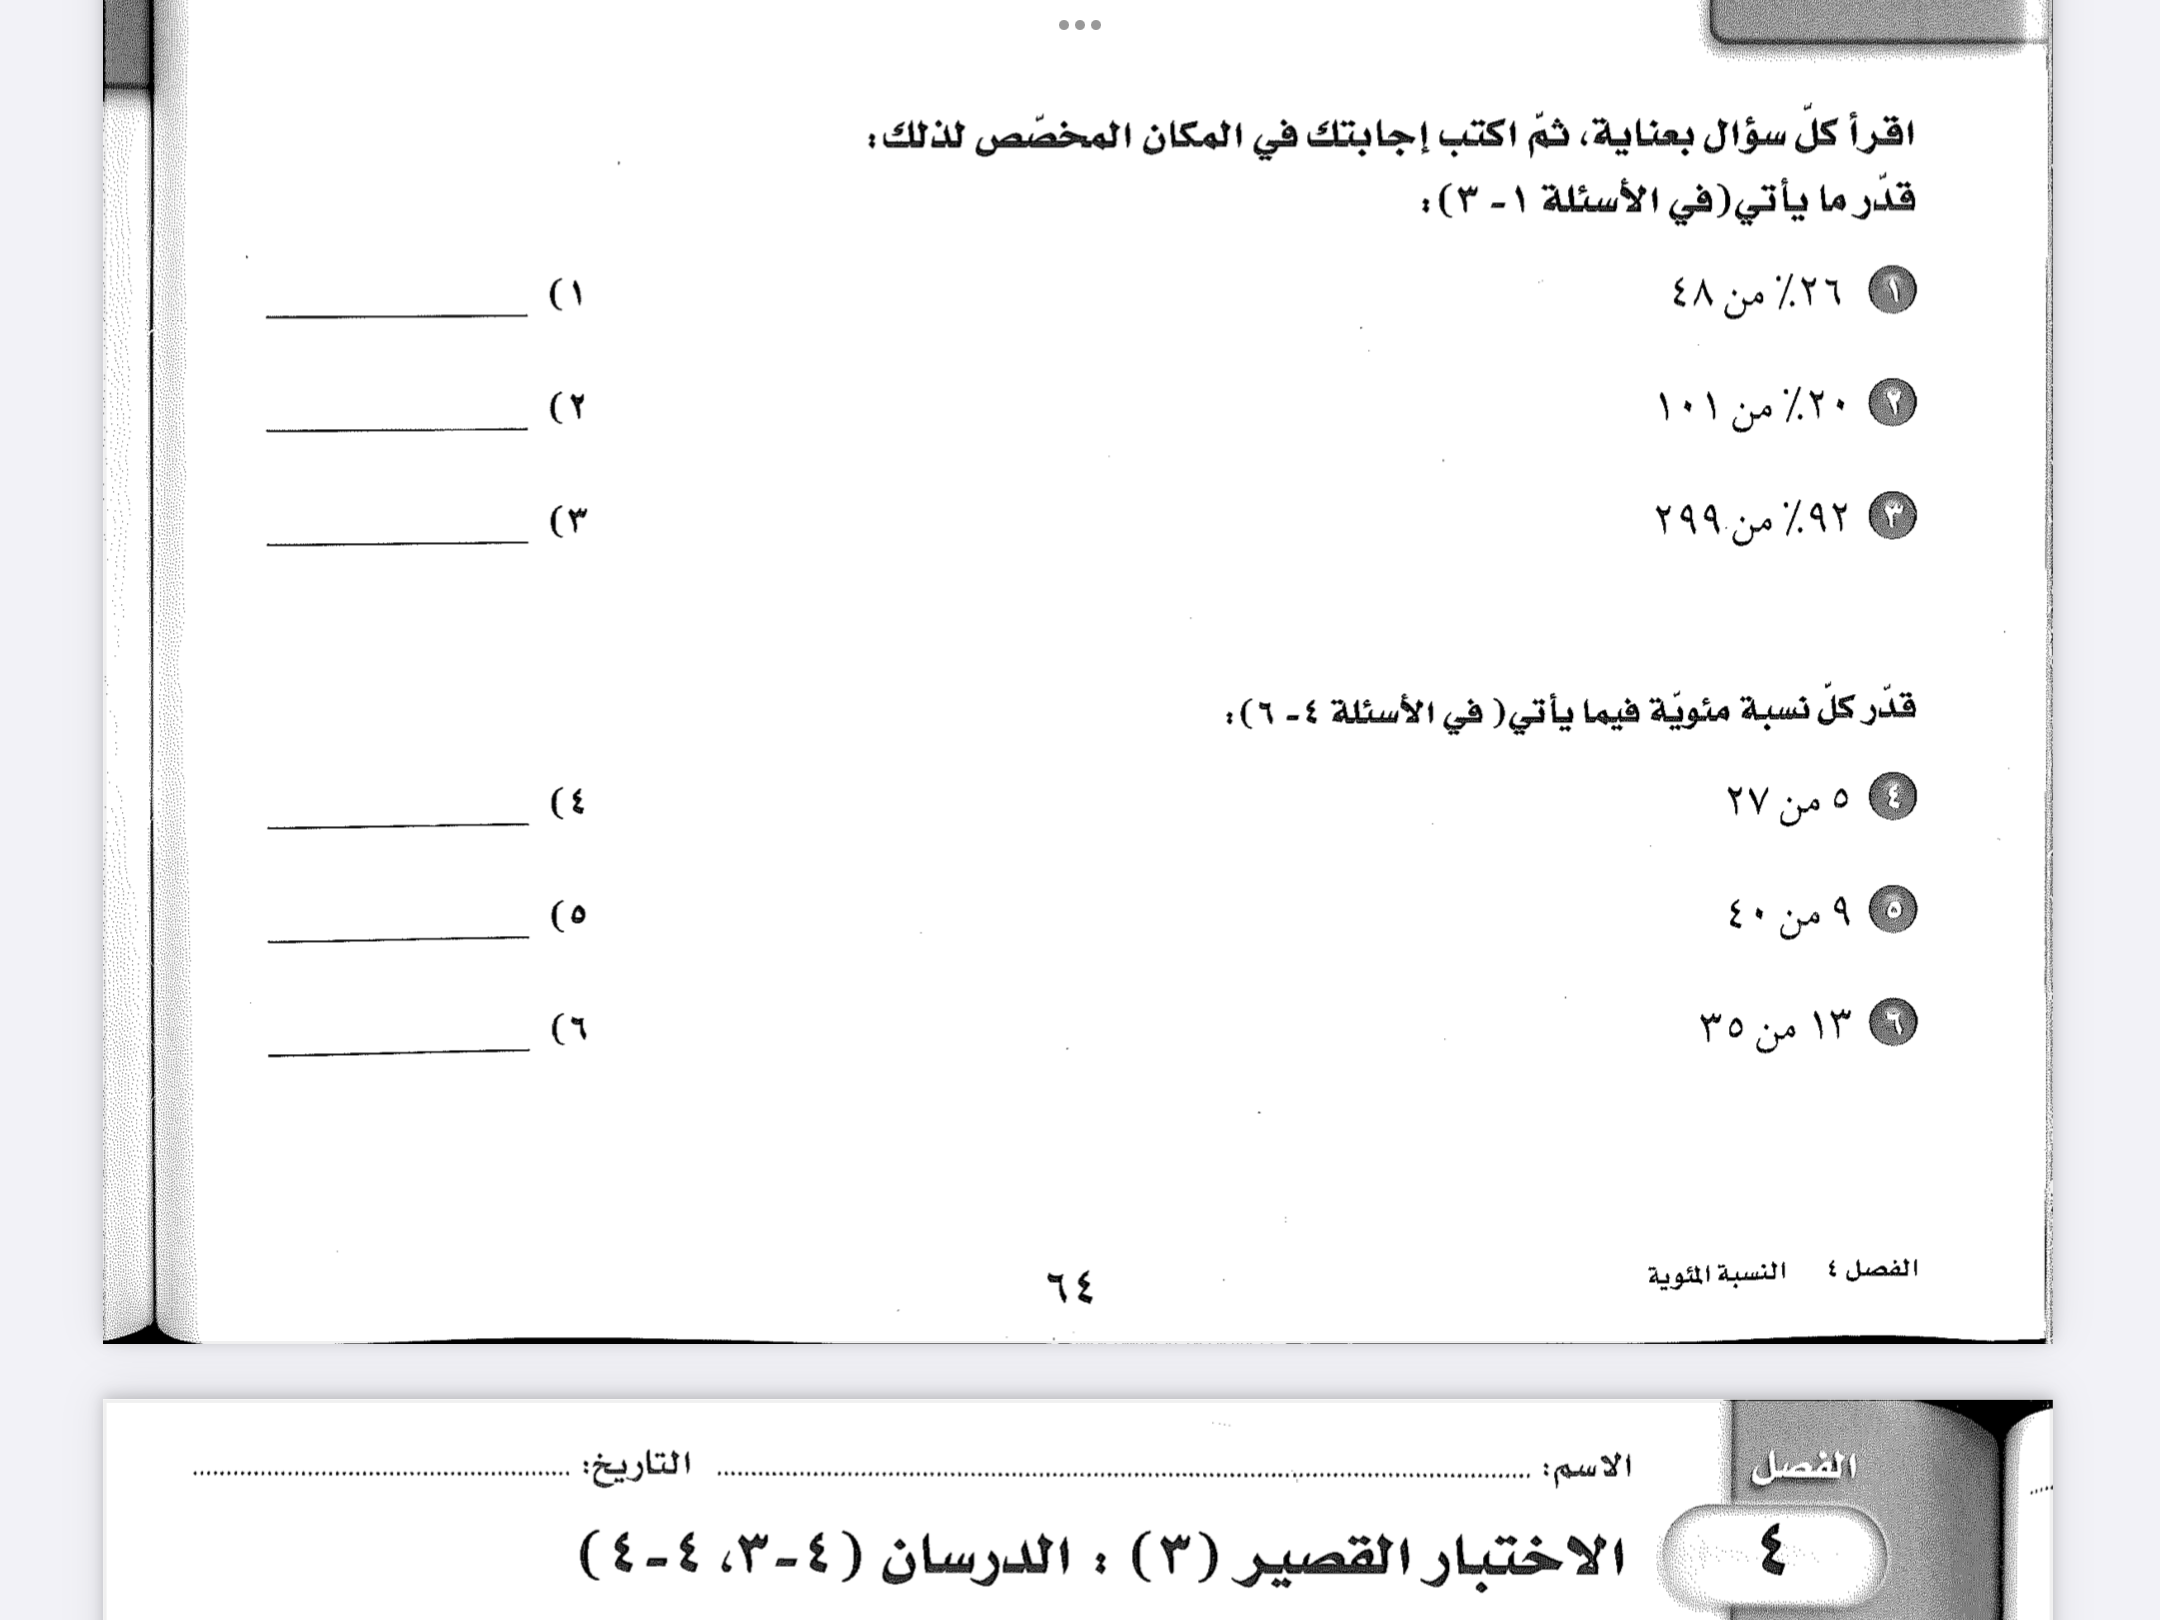 اقرأ كلّ سؤال بعناية، ثمّ اكتب إجابتك في المكان المخصّص لذلك:
قدّر ما يأتي (في الأسئلة ١- ٣):
١ ٢٦٪ من ٤٨ ١)
٢ ٢٠٪ من ١٠١ ٢)
٣ ٩٢٪ من ٢٩٩ ٣)
قدّر كلّ نسبة مئويّة فيما يأتي ( في الأسئلة ٤- ٦):
٤ ٥ من ٢٧ ٤)
٥ ٩ من ٤٠ ٥)
٦ ١٣ من ٣٥ ٦)
الفصل ٤ النسبة المئوية ٦٤
الفصل الاسم: التاريخ:
٤ الاختبار القصير (٣) : الدرسان (٤-٣، ٤-٤)